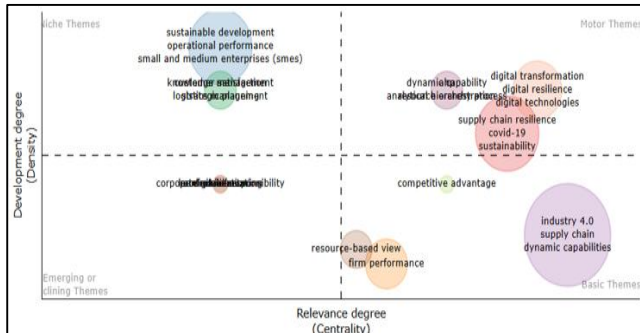 Niche Themes
Motor Themes
sustainable development
operational performance
small and medium enterprises (smes)
dynamic capability
digital transformation
digital resilience
digital technologies
supply chain resilience
covid-19
sustainability
competitive advantage
industry 4.0
supply chain
dynamic capabilities
resource-based view
firm performance
Emerging or
clining Themes
Basic Themes
Development degree
(Density)
Relevance degree
(Centrality)